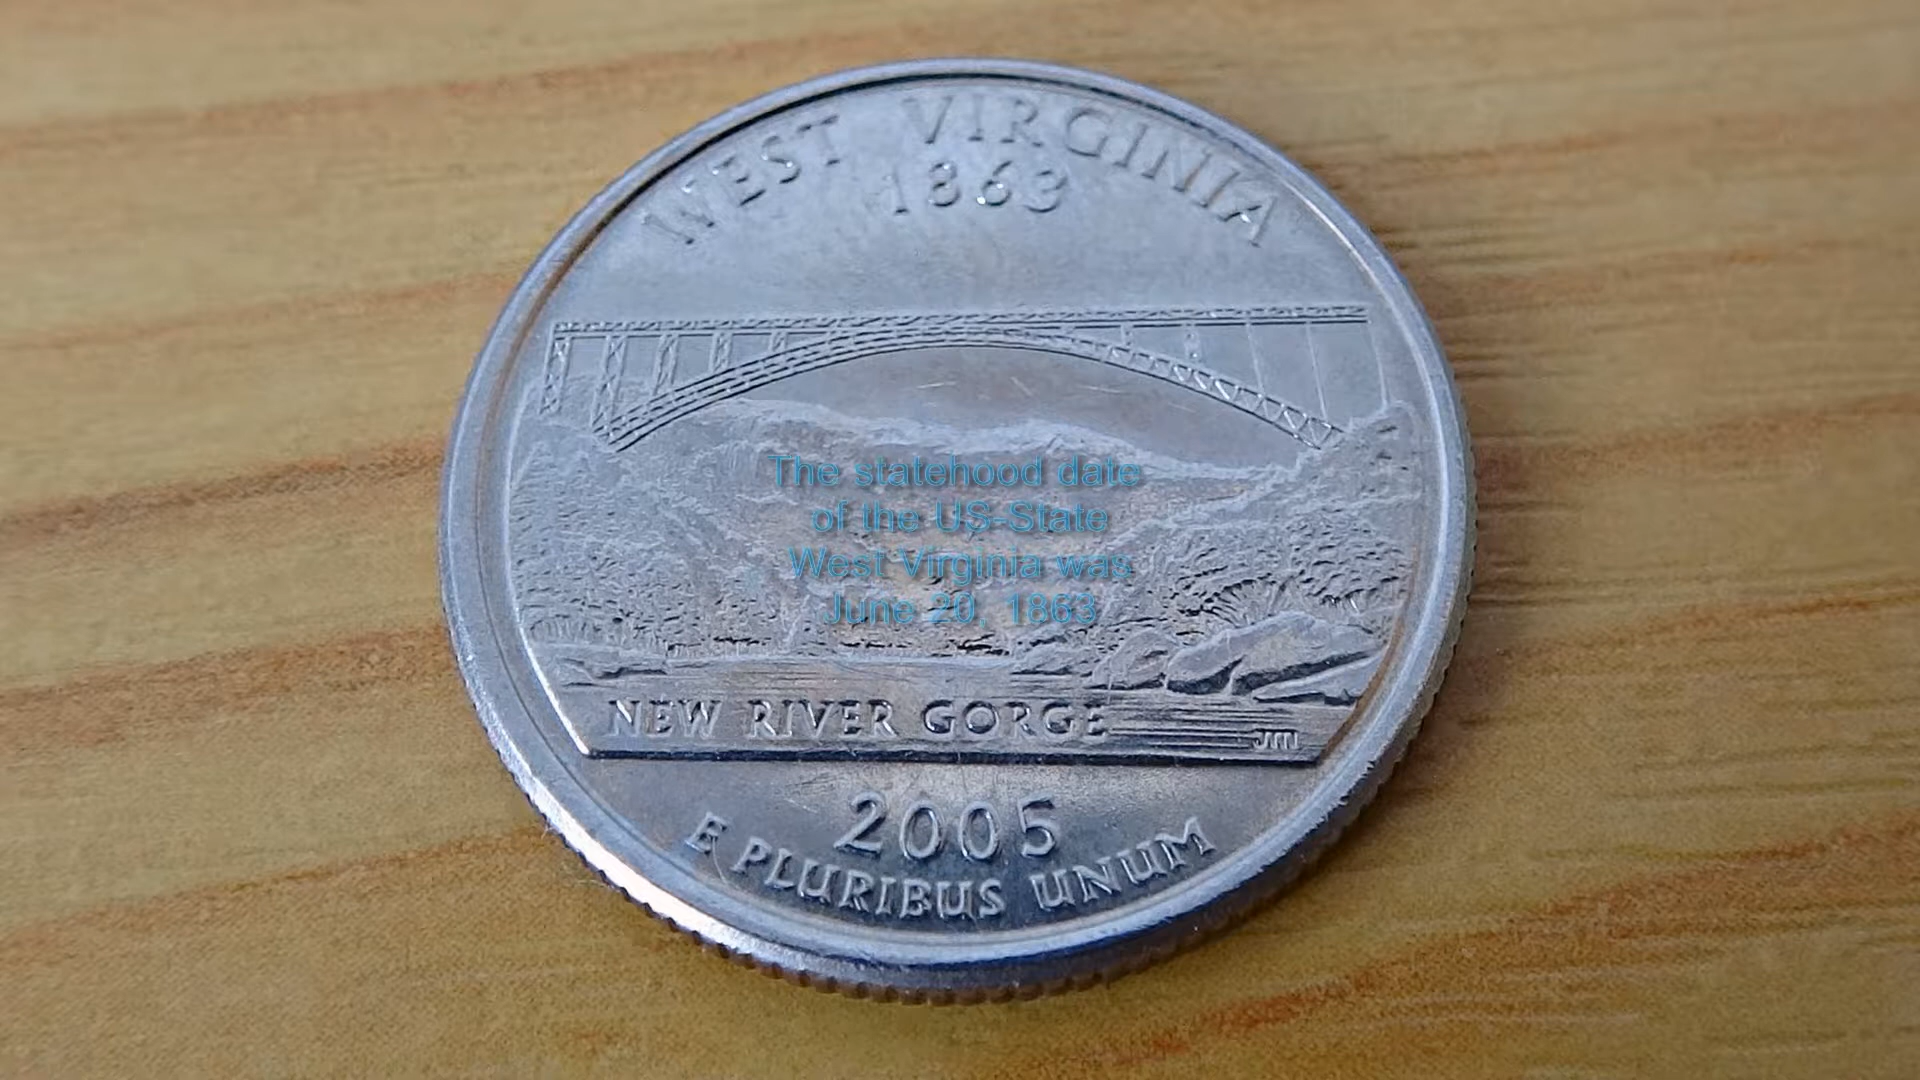 WEST VIRGINIA
1863
The statehood date
of the US-State
West Virginia was
June 20, 1863
NEW RIVER GORGE
JM
2005
E PLURIBUS UNUM